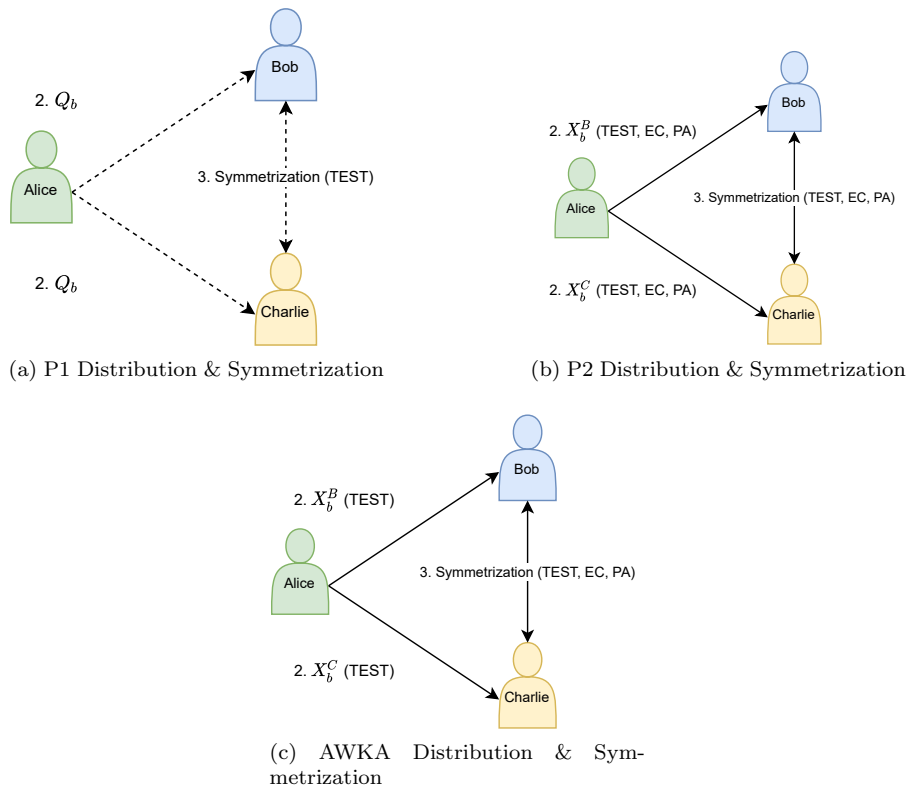 Bob
2. $Q_b$
Alice
3. Symmetrization (TEST)
2. $Q_b$
Charlie
(a) P1 Distribution & Symmetrization
Bob
2. $X_b^B$ (TEST, EC, PA)
Alice
3. Symmetrization (TEST, EC, PA)
2. $X_b^C$ (TEST, EC, PA)
Charlie
(b) P2 Distribution & Symmetrization
Bob
2. $X_b^B$ (TEST)
Alice
3. Symmetrization (TEST, EC, PA)
2. $X_b^C$ (TEST)
Charlie
(c) AWKA Distribution & Sym-
metrization